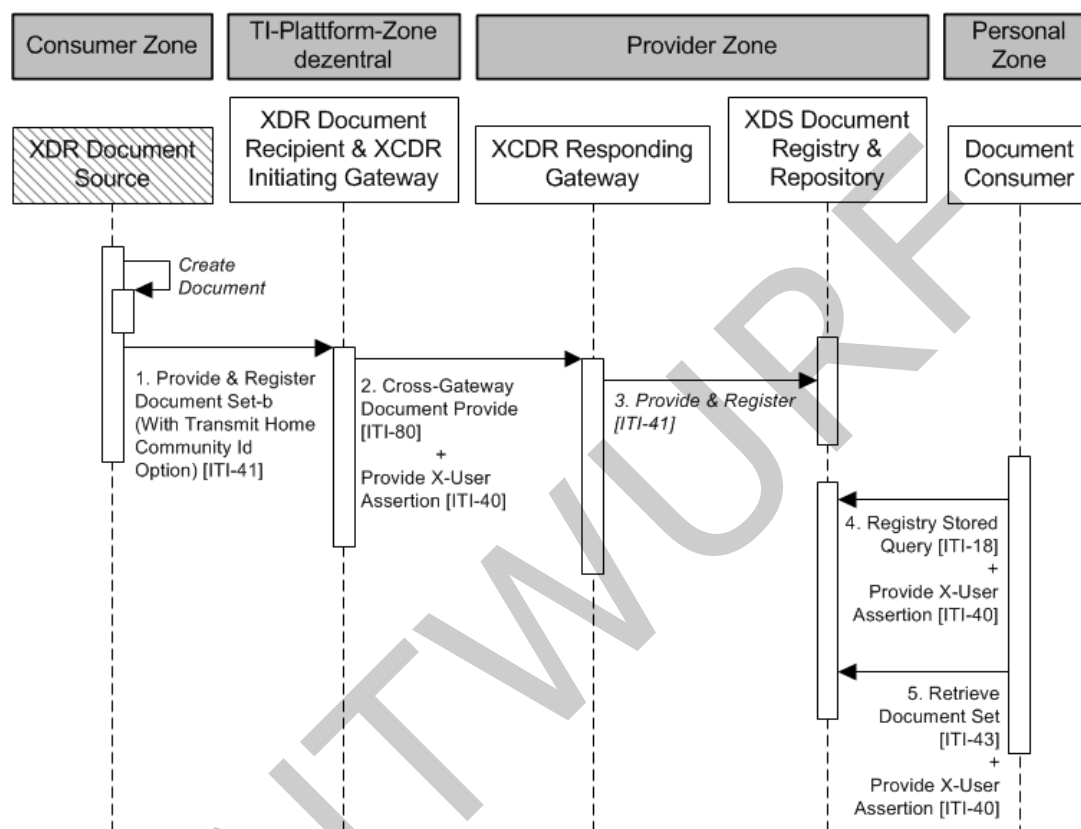 Consumer Zone
TI-Plattform-Zone
dezentral
Provider Zone
Personal
Zone
XDR Document
Source
XDR Document
Recipient & XCDR
Initiating Gateway
XCDR Responding
Gateway
XDS Document
Registry &
Repository
Document
Consumer
Create
Document
1. Provide & Register
Document Set-b
(With Transmit Home
Community Id
Option) [ITI-41]
2. Cross-Gateway
Document Provide
[ITI-80]
+
Provide X-User
Assertion [ITI-40]
3. Provide & Register
[ITI-41]
4. Registry Stored
Query [ITI-18]
+
Provide X-User
Assertion [ITI-40]
5. Retrieve
Document Set
[ITI-43]
+
Provide X-User
Assertion [ITI-40]
ENTWURF